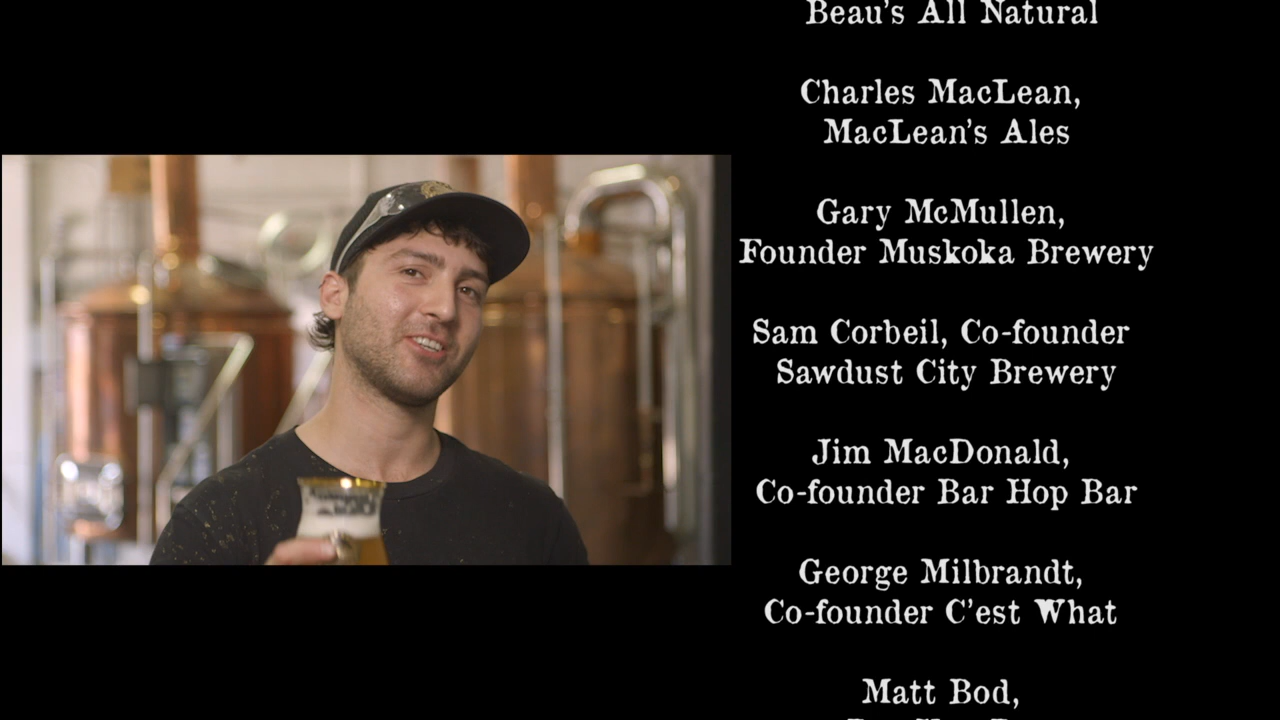 Beau's All Natural
Charles MacLean,
MacLean's Ales
Gary McMullen,
Founder Muskoka Brewery
Sam Corbeil, Co-founder
Sawdust City Brewery
Jim MacDonald,
Co-founder Bar Hop Bar
George Milbrandt,
Co-founder C'est What
Matt Bod,